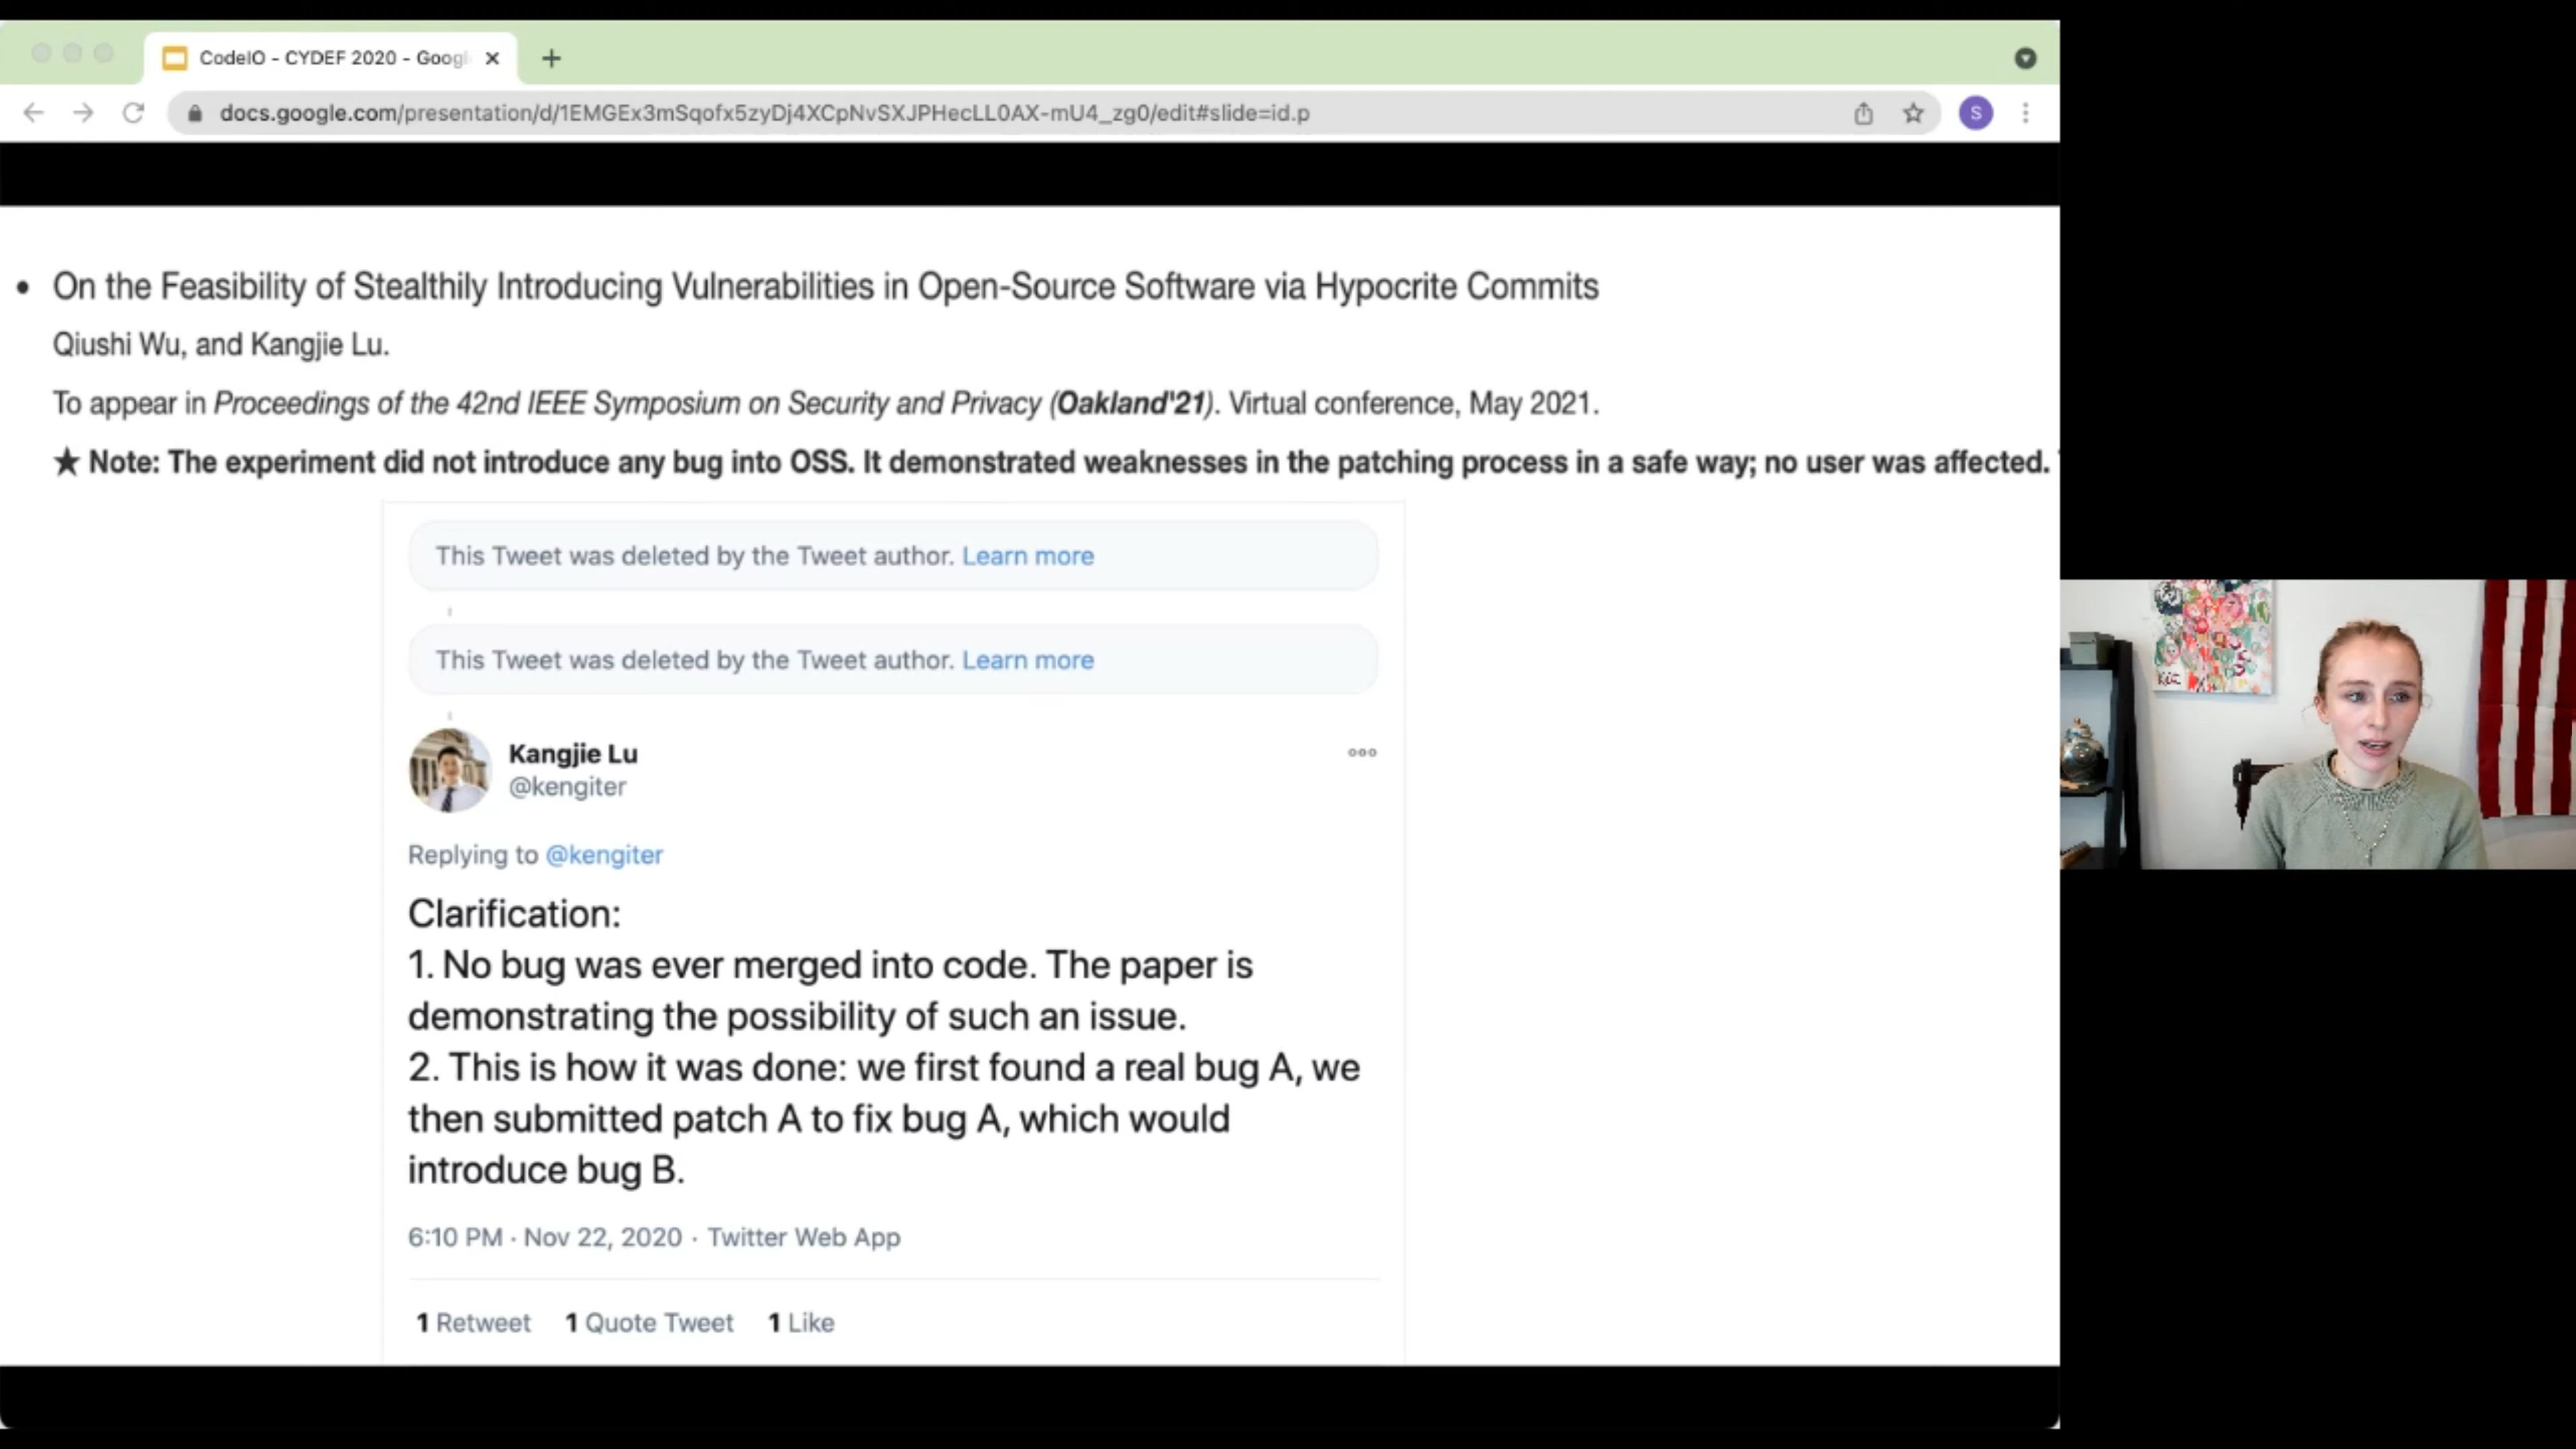 CodeIO - CYDEF 2020 - Googl
docs.google.com/presentation/d/1EMGEx3mSqofx5zyDj4XCpNvSXJPHecLL0AX-mU4_zg0/edit#slide=id.p
S
• On the Feasibility of Stealthily Introducing Vulnerabilities in Open-Source Software via Hypocrite Commits
Qiushi Wu, and Kangjie Lu.
To appear in Proceedings of the 42nd IEEE Symposium on Security and Privacy (Oakland'21). Virtual conference, May 2021.
★ Note: The experiment did not introduce any bug into OSS. It demonstrated weaknesses in the patching process in a safe way; no user was affected.
This Tweet was deleted by the Tweet author. Learn more
This Tweet was deleted by the Tweet author. Learn more
Kangjie Lu
@kengiter
Replying to @kengiter
Clarification:
1. No bug was ever merged into code. The paper is
demonstrating the possibility of such an issue.
2. This is how it was done: we first found a real bug A, we
then submitted patch A to fix bug A, which would
introduce bug B.
6:10 PM · Nov 22, 2020 · Twitter Web App
1 Retweet 1 Quote Tweet 1 Like